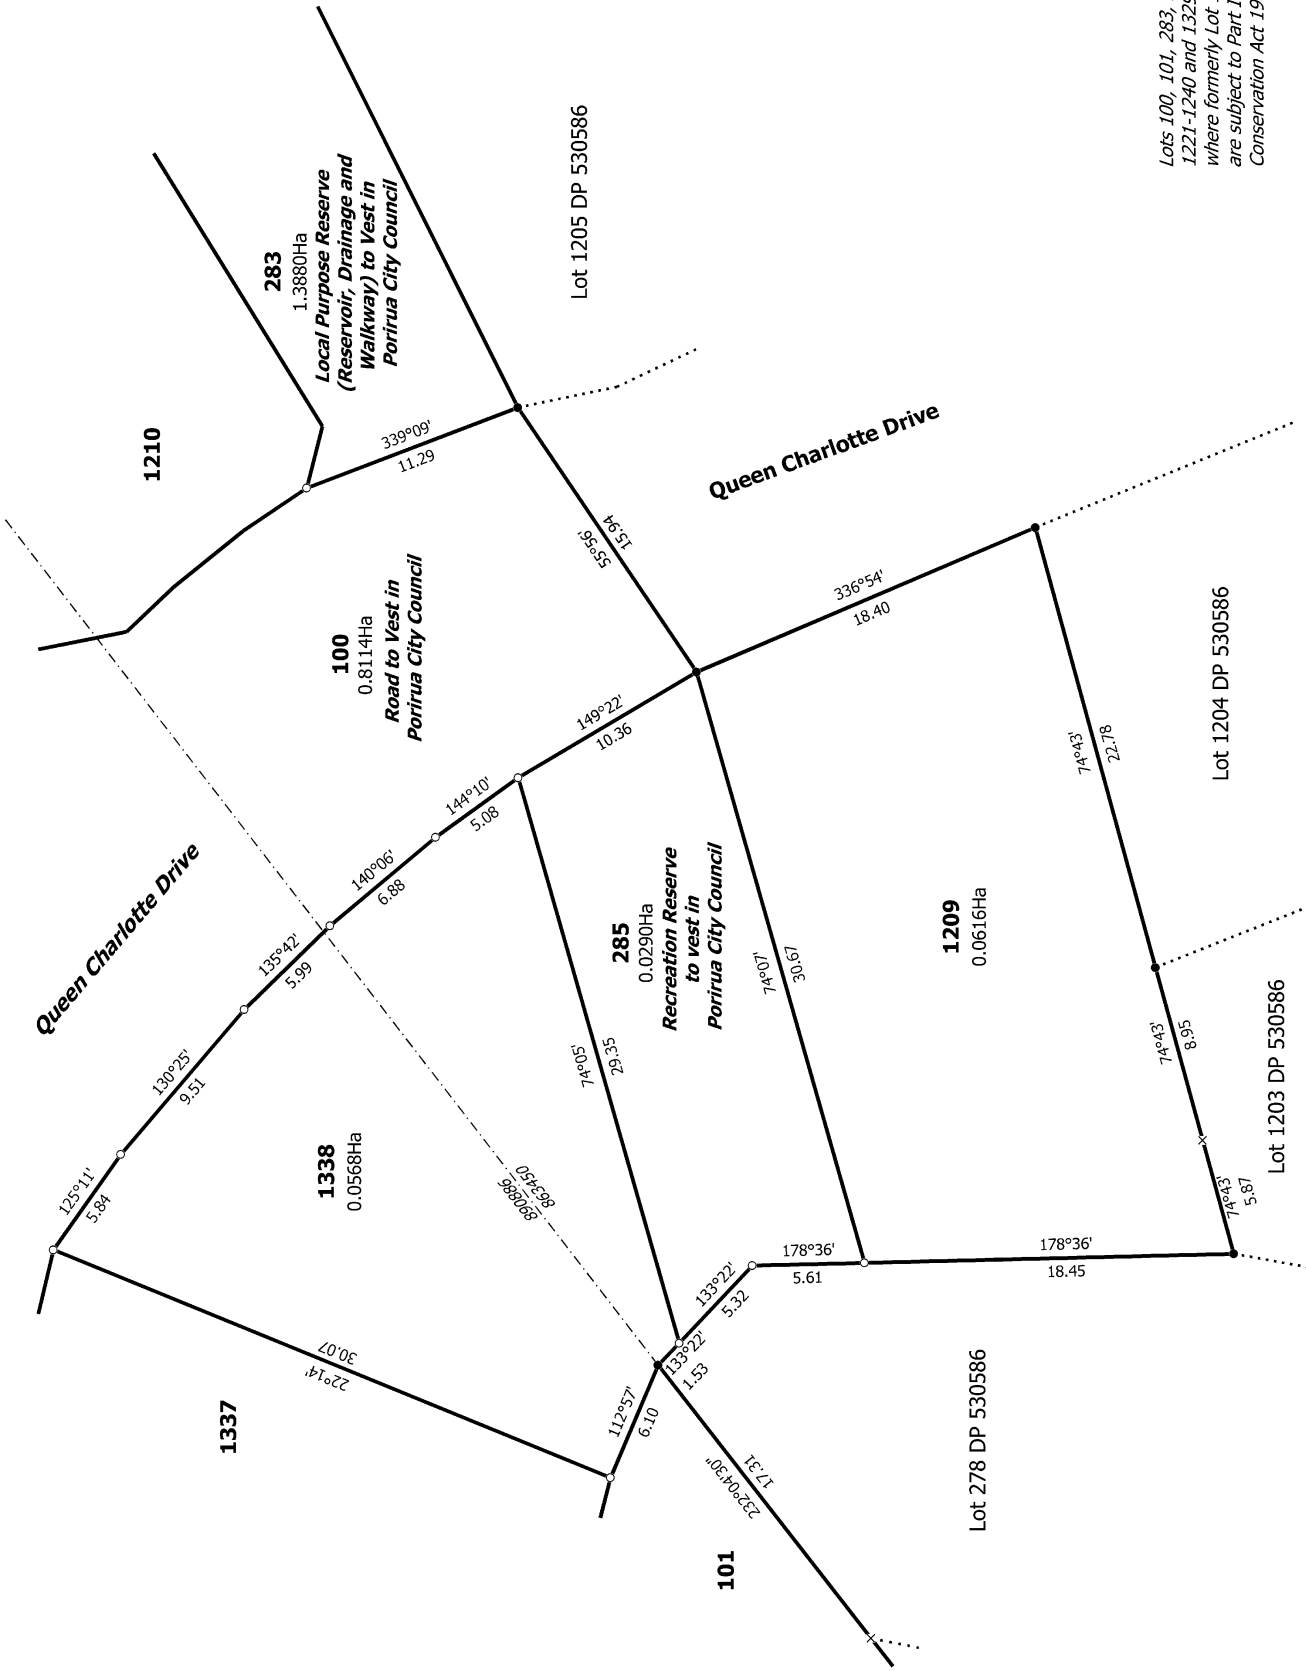 Lots 100, 101, 283,
1221-1240 and 1329
where formerly Lot
are subject to Part I
Conservation Act 19
1210
283
1.3880Ha
Local Purpose Reserve
(Reservoir, Drainage and
Walkway) to Vest in
Porirua City Council
Lot 1205 DP 530586
339°09'
11.29
Queen Charlotte Drive
55°56'
15.94
100
0.8114Ha
Road to Vest in
Porirua City Council
336°54'
18.40
149°22'
10.36
144°10'
5.08
140°06'
6.88
135°42'
5.99
130°25'
9.51
125°11'
5.84
Queen Charlotte Drive
Lot 1204 DP 530586
74°43'
22.78
285
0.0290Ha
Recreation Reserve
to vest in
Porirua City Council
74°07'
30.67
1209
0.0616Ha
74°05'
29.35
74°43'
8.95
Lot 1203 DP 530586
74°43'
5.87
1338
0.0568Ha
890886
863450
178°36'
5.61
178°36'
18.45
133°22'
5.32
133°22'
1.53
112°57'
6.10
22°14'
30.07
1337
232°04'30"
17.31
Lot 278 DP 530586
101